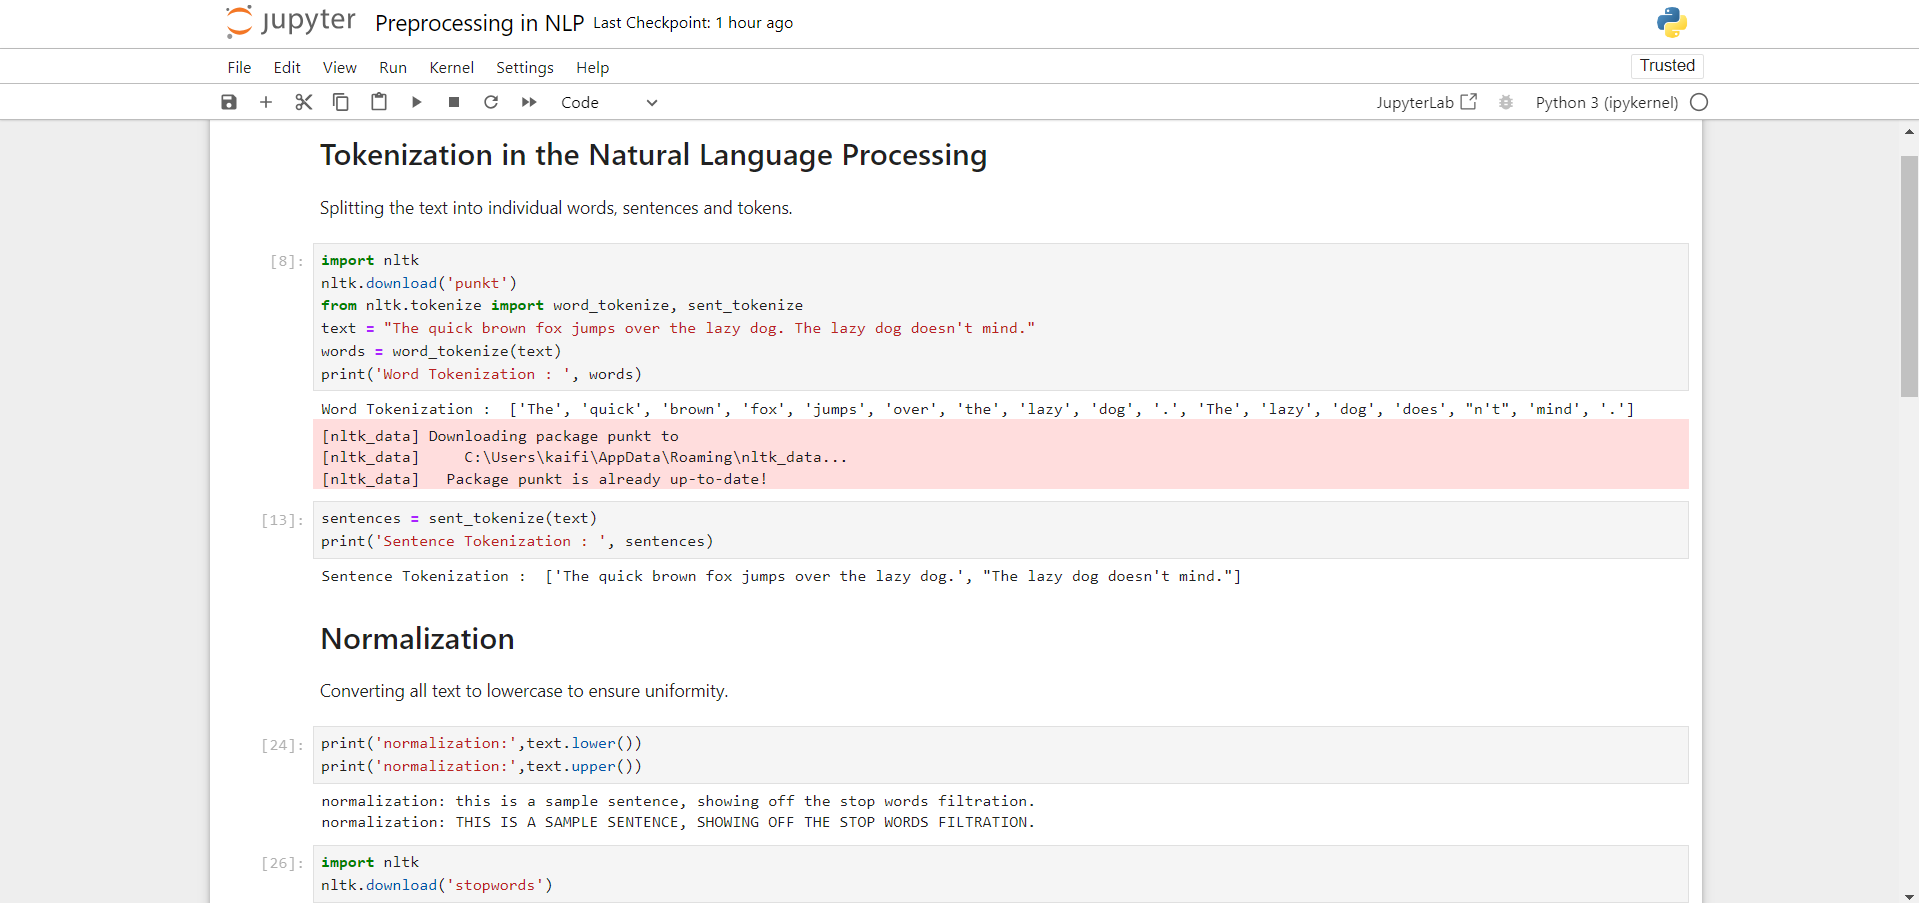 jupyter Preprocessing in NLP Last Checkpoint: 1 hour ago
File Edit View Run Kernel Settings Help Trusted
Code JupyterLab Python 3 (ipykernel)
Tokenization in the Natural Language Processing
Splitting the text into individual words, sentences and tokens.
[8]: import nltk
nltk.download('punkt')
from nltk.tokenize import word_tokenize, sent_tokenize
text = "The quick brown fox jumps over the lazy dog. The lazy dog doesn't mind."
words = word_tokenize(text)
print('Word Tokenization : ', words)
Word Tokenization :  ['The', 'quick', 'brown', 'fox', 'jumps', 'over', 'the', 'lazy', 'dog', '.', 'The', 'lazy', 'dog', 'does', "n't", 'mind', '.']
[nltk_data] Downloading package punkt to
[nltk_data]     C:\Users\kaifi\AppData\Roaming\nltk_data...
[nltk_data]   Package punkt is already up-to-date!
[13]: sentences = sent_tokenize(text)
print('Sentence Tokenization : ', sentences)
Sentence Tokenization :  ['The quick brown fox jumps over the lazy dog.', "The lazy dog doesn't mind."]
Normalization
Converting all text to lowercase to ensure uniformity.
[24]: print('normalization:',text.lower())
print('normalization:',text.upper())
normalization: this is a sample sentence, showing off the stop words filtration.
normalization: THIS IS A SAMPLE SENTENCE, SHOWING OFF THE STOP WORDS FILTRATION.
[26]: import nltk
nltk.download('stopwords')